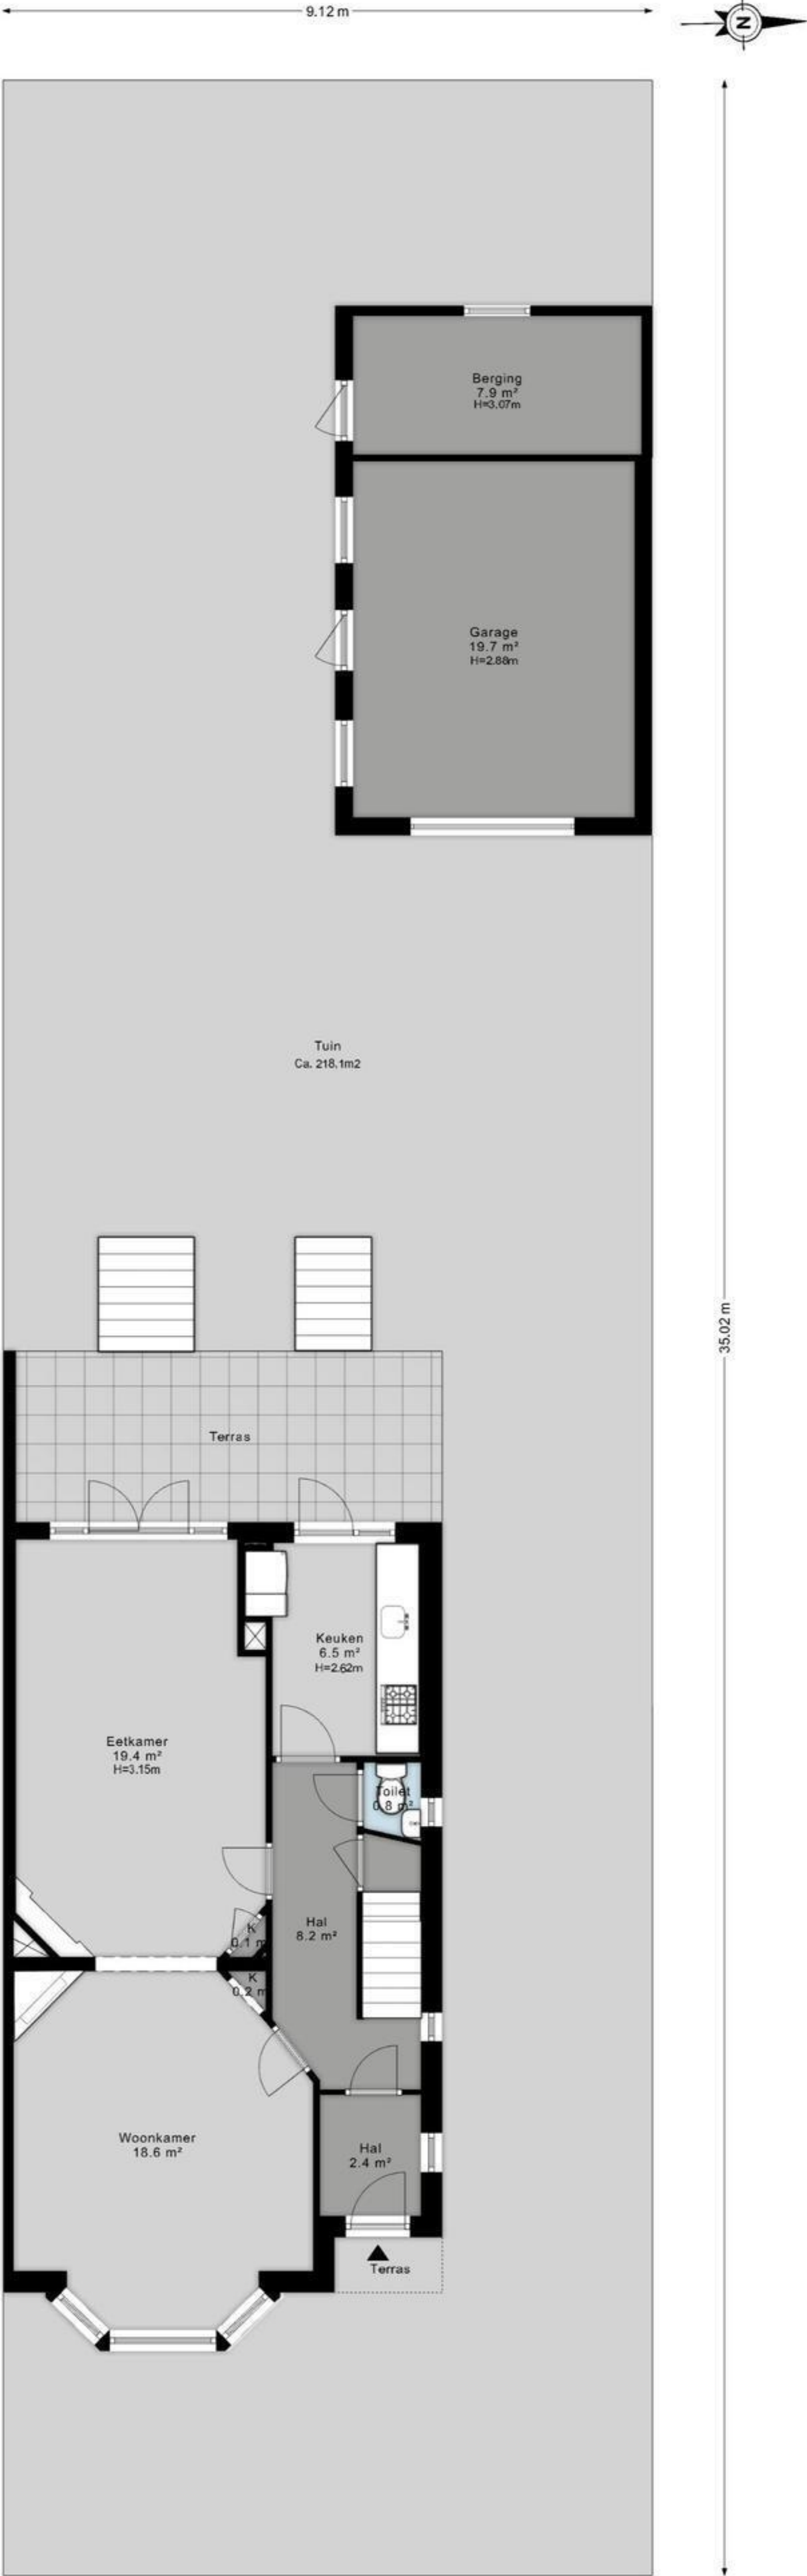 9.12 m
N
Berging
7.9 m²
H=3.07m
Garage
19.7 m²
H=2.88m
Tuin
Ca. 218.1m2
35.02 m
Terras
Keuken
6.5 m²
H=2.62m
Eetkamer
19.4 m²
H=3.15m
Toilet
0.8 m²
Hal
8.2 m²
K
0.1 m
K
0.2 m
Woonkamer
18.6 m²
Hal
2.4 m²
Terras